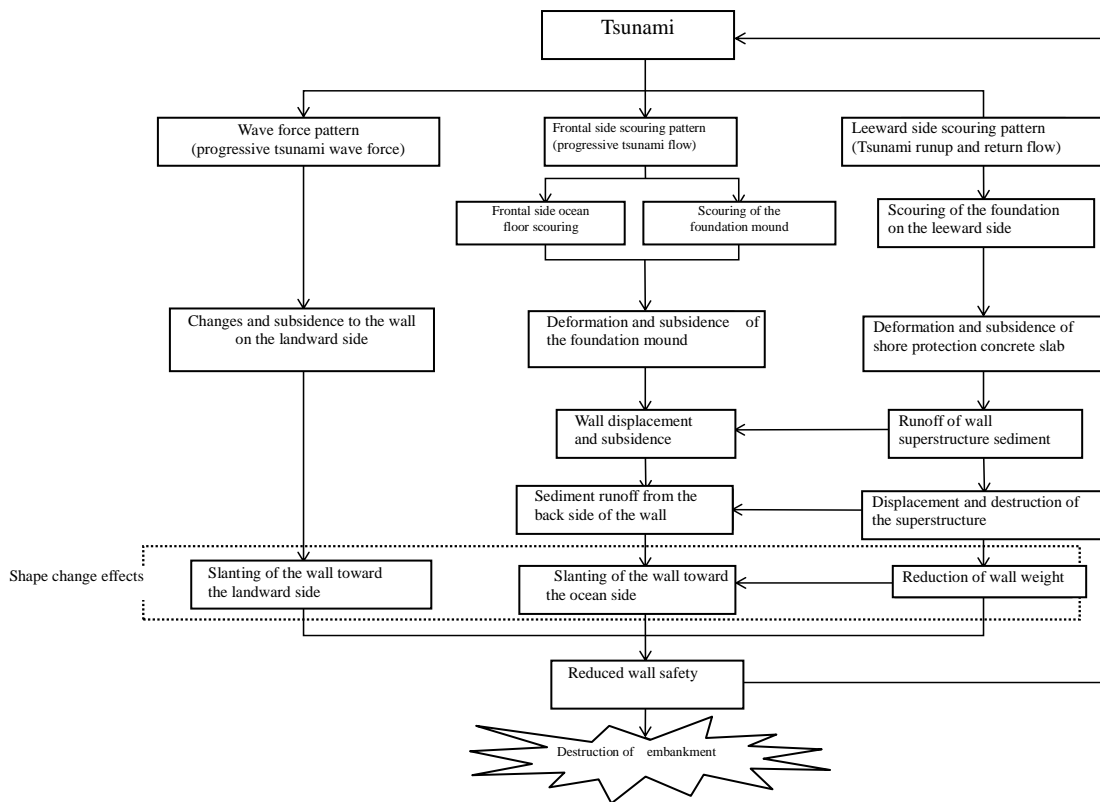 Tsunami
Wave force pattern
(progressive tsunami wave force)
Frontal side scouring pattern
(progressive tsunami flow)
Leeward side scouring pattern
(Tsunami runup and return flow)
Frontal side ocean
floor scouring
Scouring of the
foundation mound
Scouring of the foundation
on the leeward side
Changes and subsidence to the wall
on the landward side
Deformation and subsidence of
the foundation mound
Deformation and subsidence of
shore protection concrete slab
Wall displacement
and subsidence
Runoff of wall
superstructure sediment
Sediment runoff from the
back side of the wall
Displacement and destruction of
the superstructure
Shape change effects
Slanting of the wall toward
the landward side
Slanting of the wall toward
the ocean side
Reduction of wall weight
Reduced wall safety
Destruction of embankment